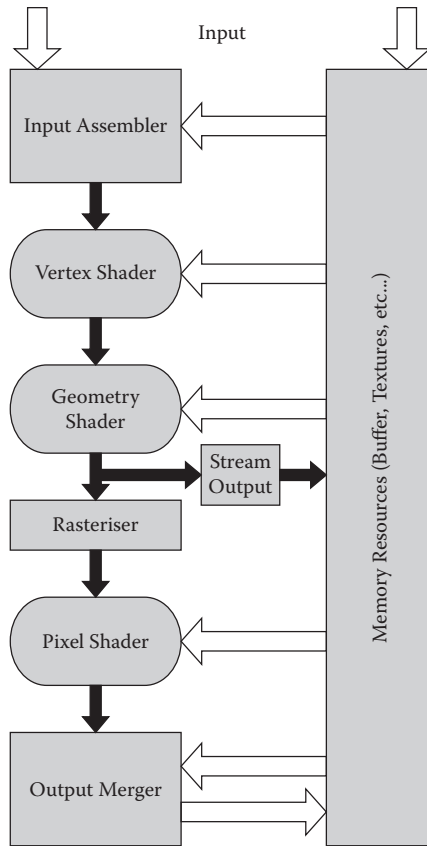 Input
Input Assembler
Vertex Shader
Geometry
Shader
Stream
Output
Rasteriser
Pixel Shader
Output Merger
Memory Resources (Buffer, Textures, etc...)